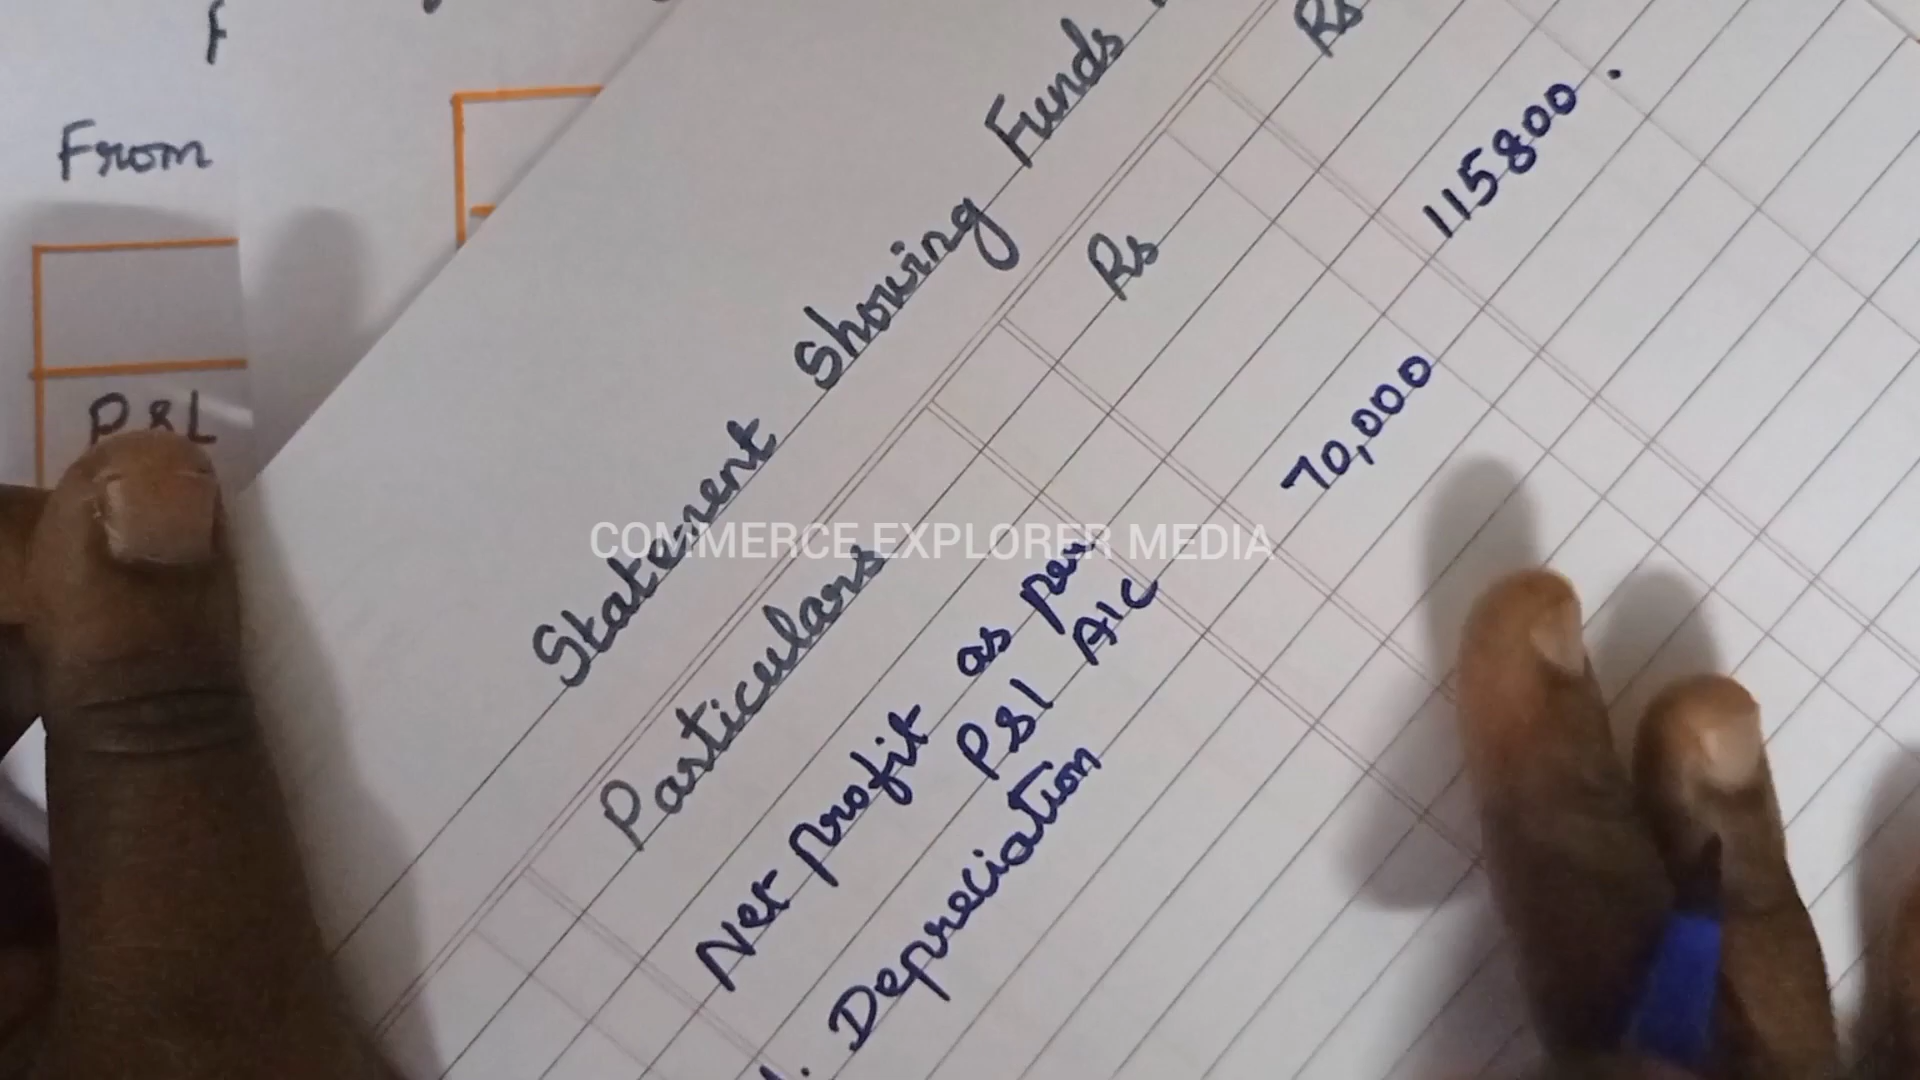 From
P&L
Statement Showing Funds
Particulars Rs Rs
Net profit as per
P&L A/c 115800
Depreciation 70,000
COMMERCE EXPLORER MEDIA